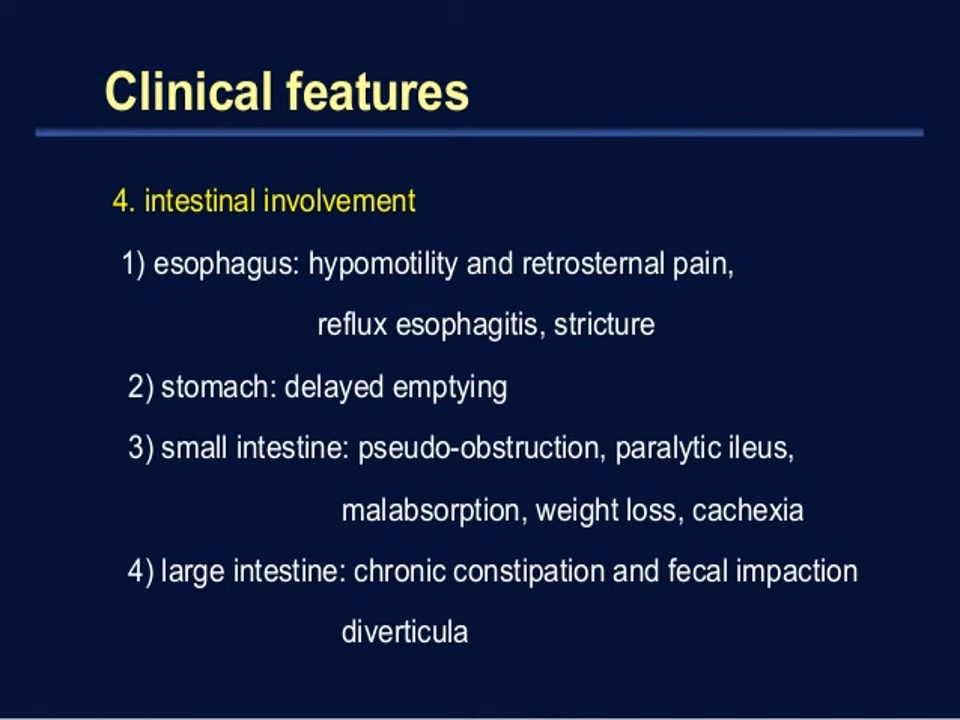 Clinical features
4. intestinal involvement
1) esophagus: hypomotility and retrosternal pain,
reflux esophagitis, stricture
2) stomach: delayed emptying
3) small intestine: pseudo-obstruction, paralytic ileus,
malabsorption, weight loss, cachexia
4) large intestine: chronic constipation and fecal impaction
diverticula